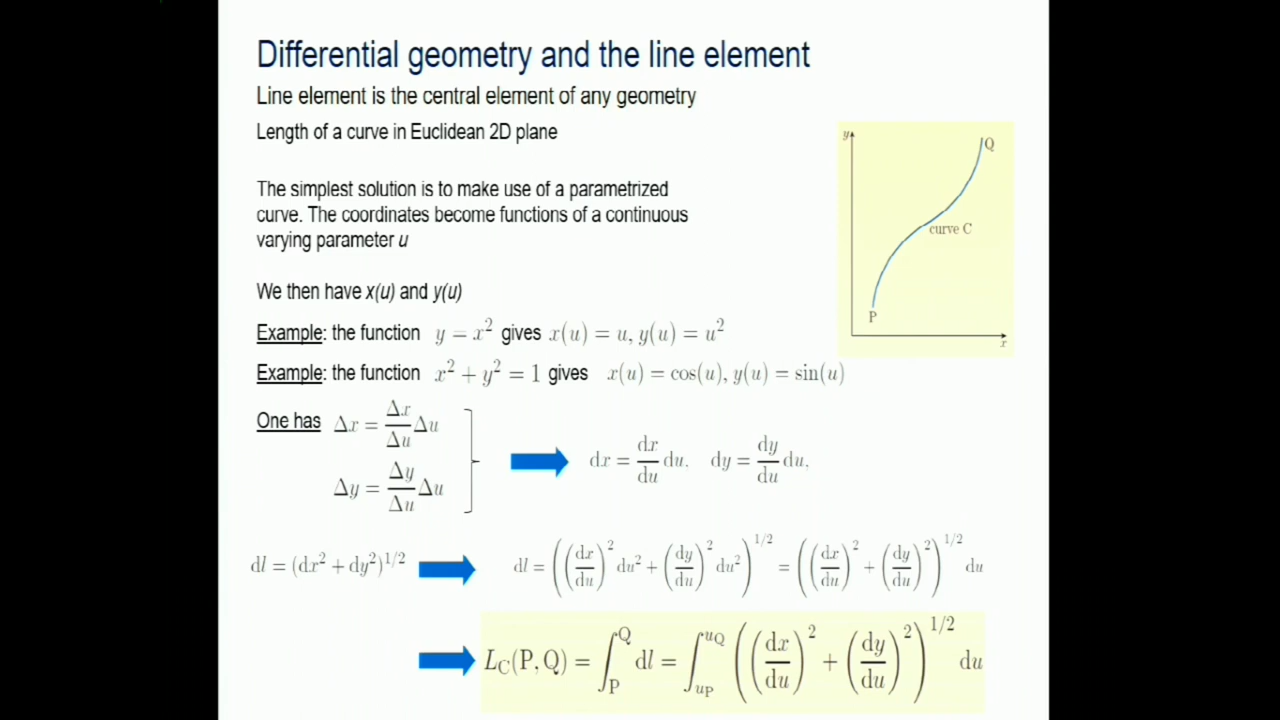 Differential geometry and the line element
Line element is the central element of any geometry
Length of a curve in Euclidean 2D plane
y
Q
curve C
P
x
The simplest solution is to make use of a parametrized
curve. The coordinates become functions of a continuous
varying parameter u
We then have x(u) and y(u)
Example: the function y = x² gives x(u) = u, y(u) = u²
Example: the function x² + y² = 1 gives x(u) = cos(u), y(u) = sin(u)
One has Δx = Δx/Δu Δu
Δy = Δy/Δu Δu
dx = dx/du du, dy = dy/du du.
dl = (dx² + dy²)^1/2
dl = ((dx/du)² du² + (dy/du)² du²)^1/2 = ((dx/du)² + (dy/du)²)^1/2 du
L_C(P, Q) = ∫_P^Q dl = ∫_u_P^u_Q ((dx/du)² + (dy/du)²)^1/2 du